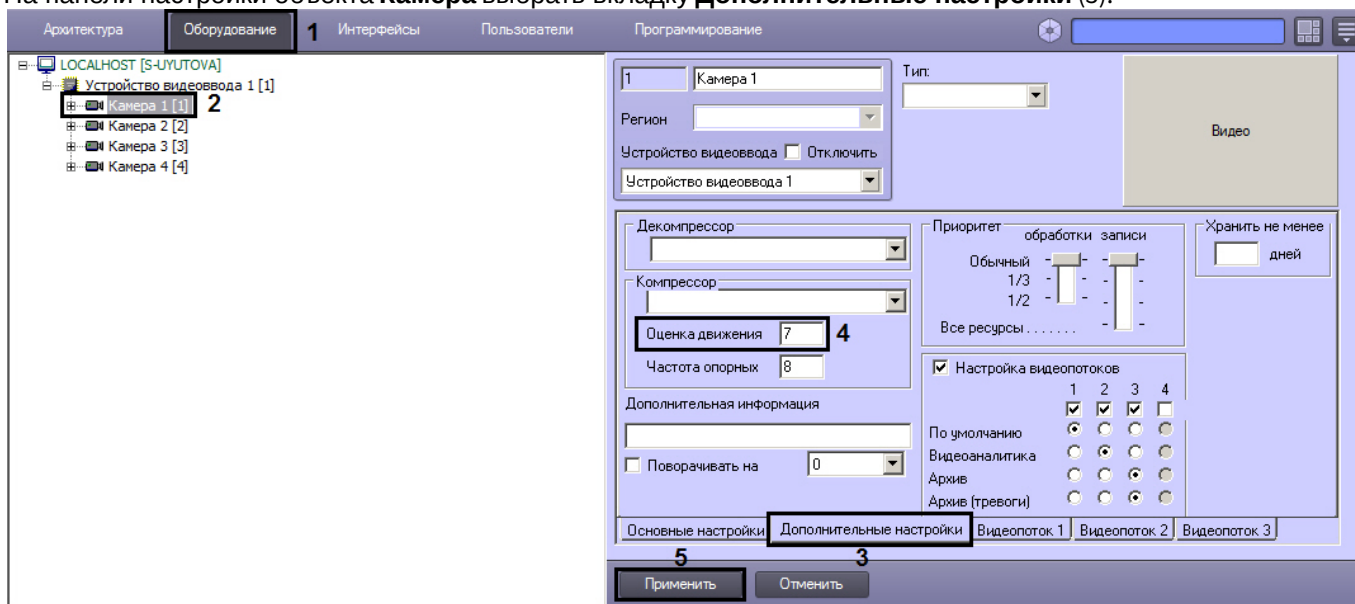 На панели настройки объекта Камера выбрать вкладку Дополнительные настройки (3).
Архитектура Оборудование 1 Интерфейсы Пользователи Программирование
LOCALHOST [S-UYUTOVA]
Устройство видеоввода 1 [1]
Камера 1 [1] 2
Камера 2 [2]
Камера 3 [3]
Камера 4 [4]
1 Камера 1
Тип:
Регион
Устройство видеоввода Отключить
Устройство видеоввода 1
Видео
Декомпрессор
Компрессор
Оценка движения 7 4
Частота опорных 8
Дополнительная информация
Поворачивать на 0
Приоритет
обработки записи
Обычный
1/3
1/2
Все ресурсы . . . . . . .
Хранить не менее
дней
Настройка видеопотоков
1 2 3 4
По умолчанию
Видеоаналитика
Архив
Архив (тревоги)
Основные настройки Дополнительные настройки Видеопоток 1 Видеопоток 2 Видеопоток 3
5 3
Применить Отменить